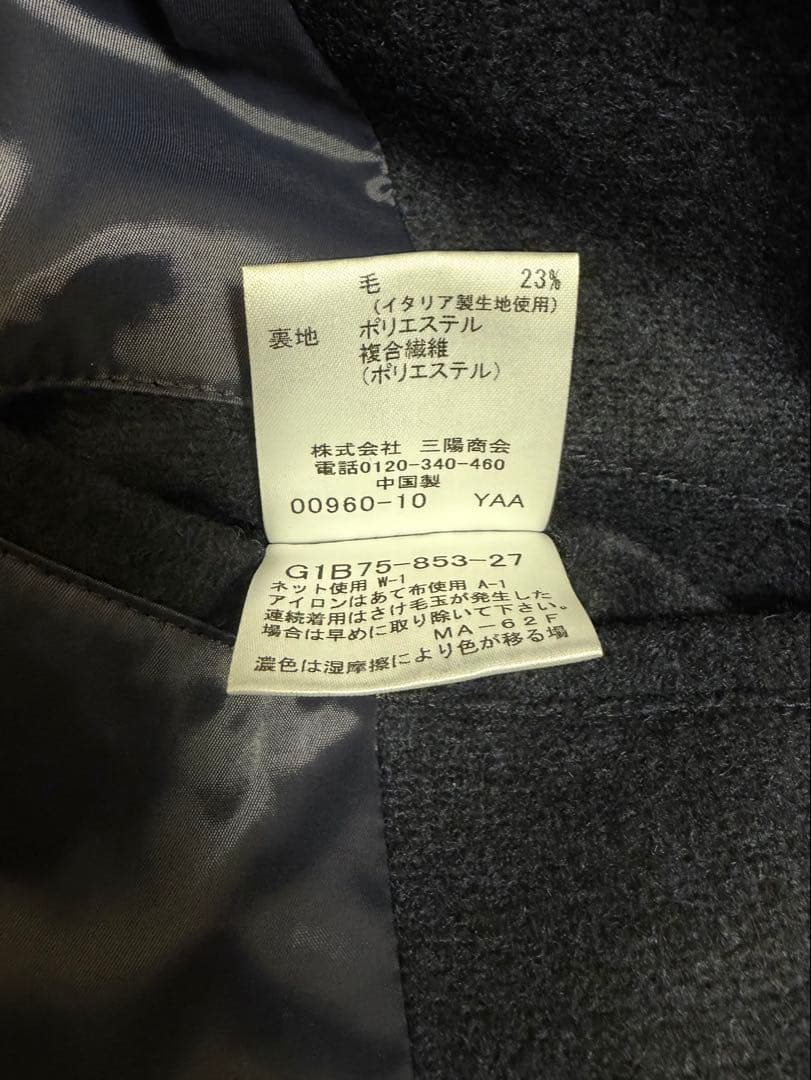 毛 23%
(イタリア製生地使用)
裏地 ポリエステル
複合繊維
(ポリエステル)
株式会社 三陽商会
電話0120-340-460
中国製
00960-10 YAA
G1B75-853-27
ネット使用 W-1
アイロンはあて布使用 A-1
連続着用はさけ毛玉が発生した
場合は早めに取り除いて下さい。
MA-62F
濃色は湿摩擦により色が移る場